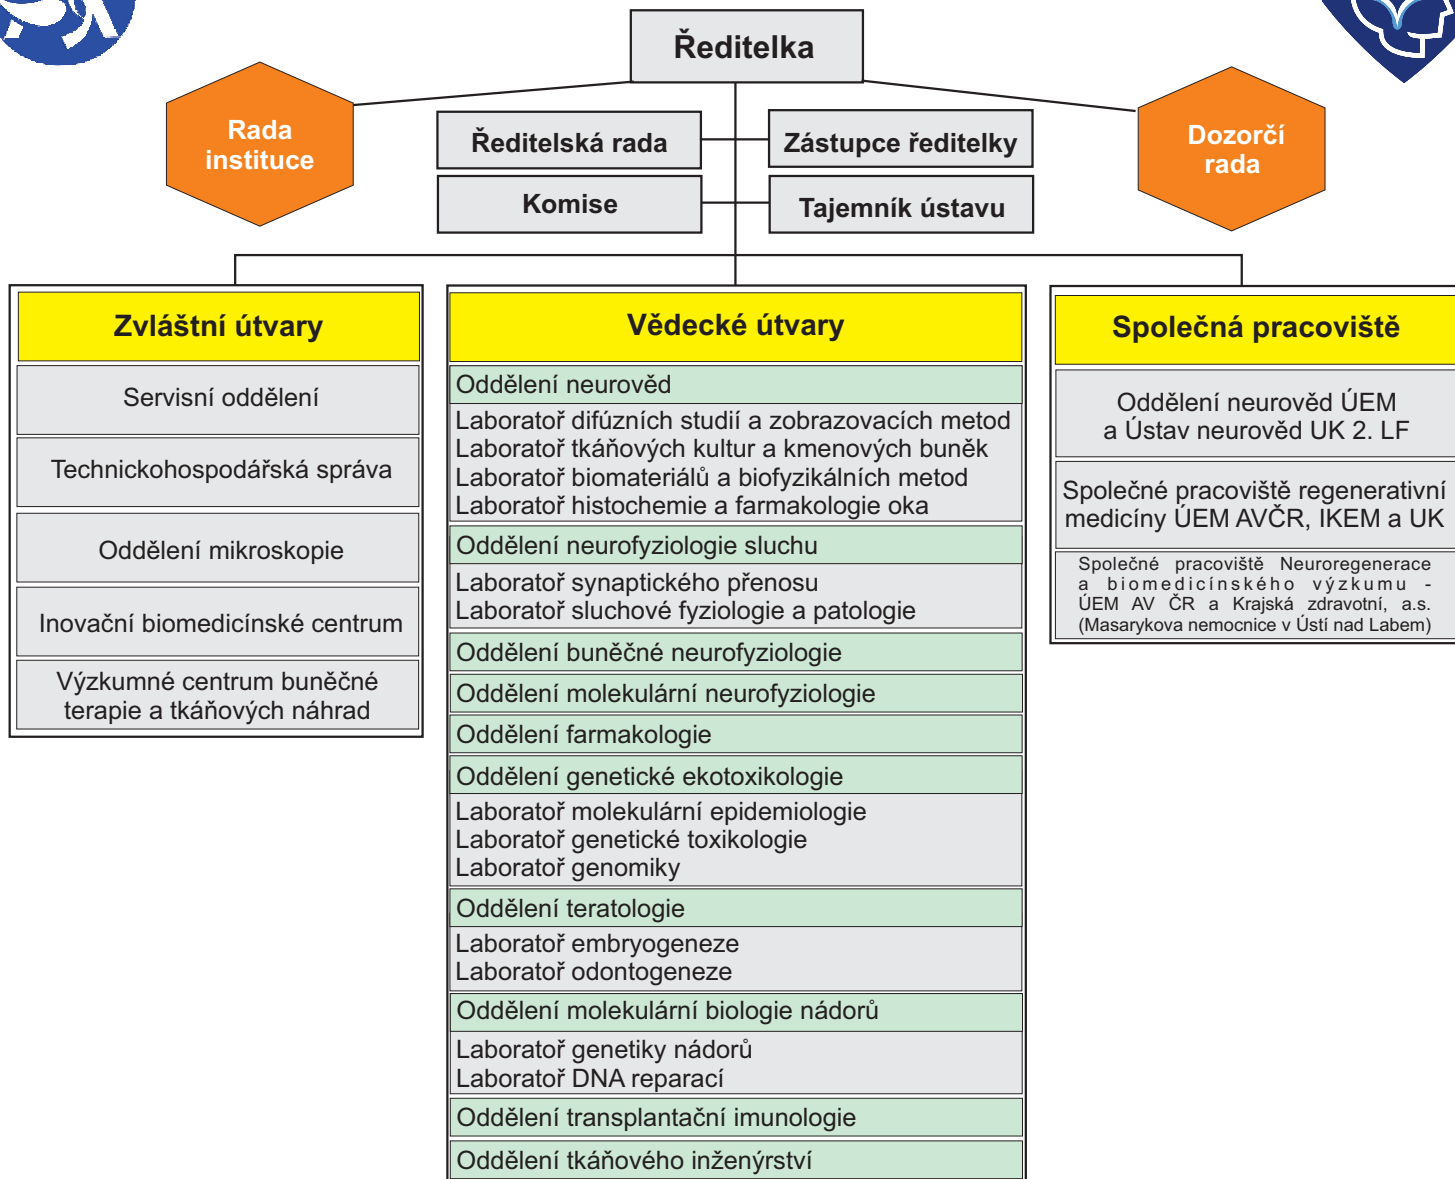 Ředitelka
Rada
instituce
Ředitelská rada
Zástupce ředitelky
Dozorčí
rada
Komise
Tajemník ústavu
Zvláštní útvary
Servisní oddělení
Technickohospodářská správa
Oddělení mikroskopie
Inovační biomedicínské centrum
Výzkumné centrum buněčné
terapie a tkáňových náhrad
Vědecké útvary
Oddělení neurověd
Laboratoř difúzních studií a zobrazovacích metod
Laboratoř tkáňových kultur a kmenových buněk
Laboratoř biomateriálů a biofyzikálních metod
Laboratoř histochemie a farmakologie oka
Oddělení neurofyziologie sluchu
Laboratoř synaptického přenosu
Laboratoř sluchové fyziologie a patologie
Oddělení buněčné neurofyziologie
Oddělení molekulární neurofyziologie
Oddělení farmakologie
Oddělení genetické ekotoxikologie
Laboratoř molekulární epidemiologie
Laboratoř genetické toxikologie
Laboratoř genomiky
Oddělení teratologie
Laboratoř embryogeneze
Laboratoř odontogeneze
Oddělení molekulární biologie nádorů
Laboratoř genetiky nádorů
Laboratoř DNA reparací
Oddělení transplantační imunologie
Oddělení tkáňového inženýrství
Společná pracoviště
Oddělení neurověd ÚEM
a Ústav neurověd UK 2. LF
Společné pracoviště regenerativní
medicíny ÚEM AVČR, IKEM a UK
Společné pracoviště Neuroregenerace
a biomedicínského výzkumu -
ÚEM AV ČR a Krajská zdravotní, a.s.
(Masarykova nemocnice v Ústí nad Labem)